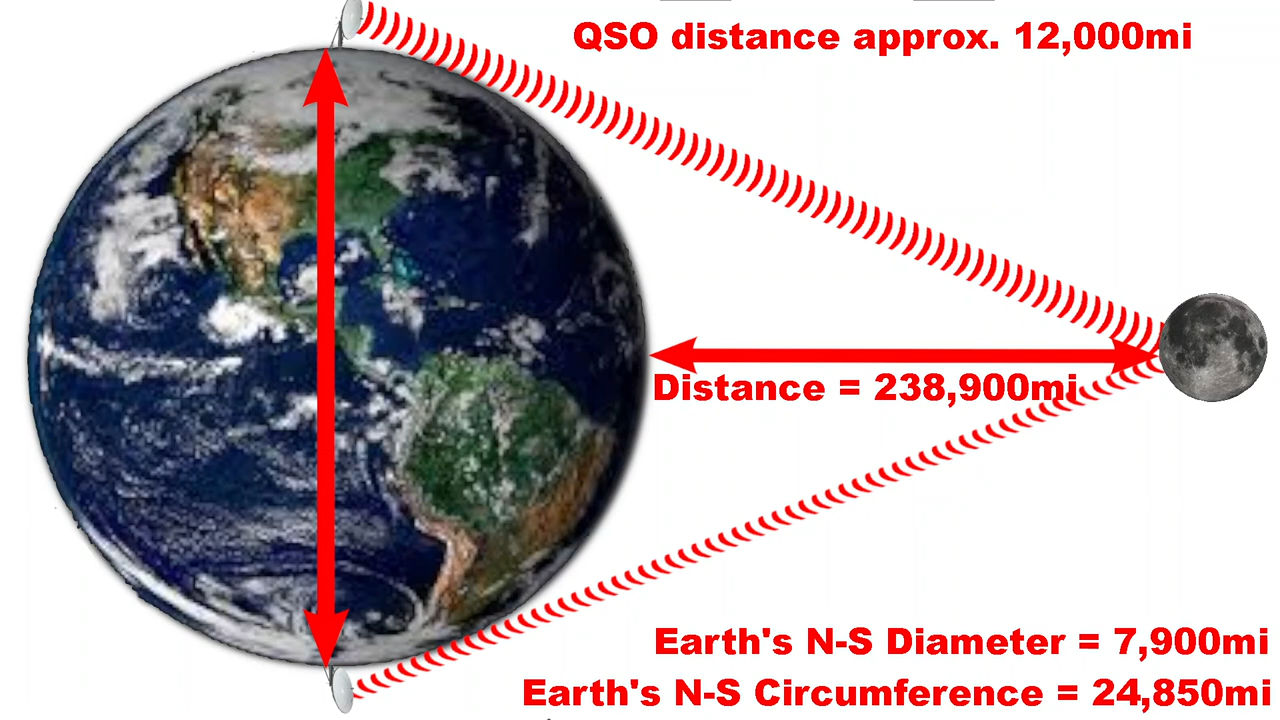 QSO distance approx. 12,000mi
Distance = 238,900mi
Earth's N-S Diameter = 7,900mi
Earth's N-S Circumference = 24,850mi